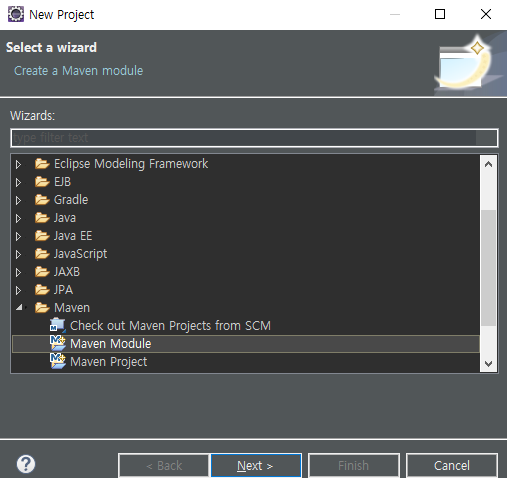 New Project
Select a wizard
Create a Maven module
Wizards:
type filter text
Eclipse Modeling Framework
EJB
Gradle
Java
Java EE
JavaScript
JAXB
JPA
Maven
Check out Maven Projects from SCM
Maven Module
Maven Project
< Back
Next >
Finish
Cancel